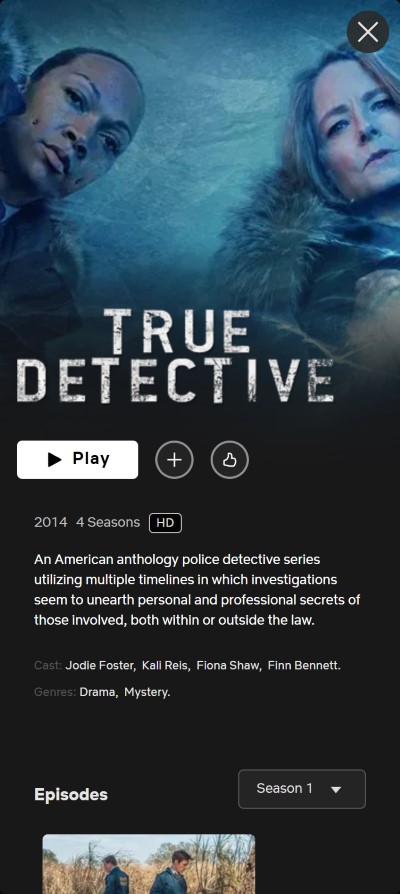 TRUE
DETECTIVE
Play
2014 4 Seasons HD
An American anthology police detective series
utilizing multiple timelines in which investigations
seem to unearth personal and professional secrets of
those involved, both within or outside the law.
Cast: Jodie Foster, Kali Reis, Fiona Shaw, Finn Bennett.
Genres: Drama, Mystery.
Episodes
Season 1